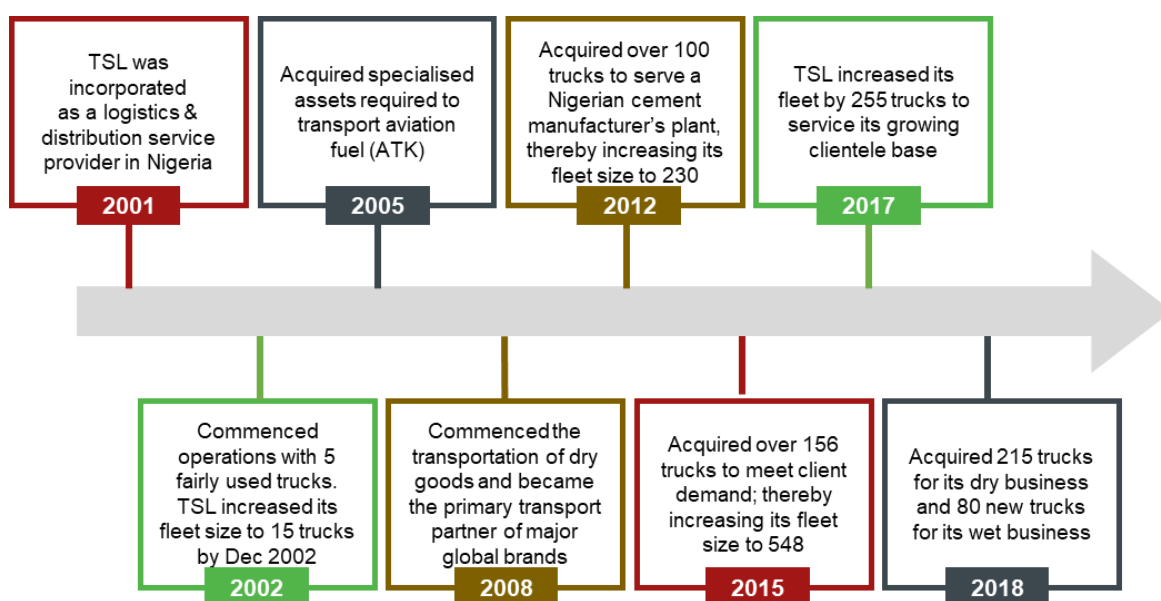 TSL was
incorporated
as a logistics &
distribution service
provider in Nigeria
2001
Acquired specialised
assets required to
transport aviation
fuel (ATK)
2005
Acquired over 100
trucks to serve a
Nigerian cement
manufacturer's plant,
thereby increasing its
fleet size to 230
2012
TSL increased its
fleet by 255 trucks to
service its growing
clientele base
2017
Commenced
operations with 5
fairly used trucks.
TSL increased its
fleet size to 15 trucks
by Dec 2002
2002
Commenced the
transportation of dry
goods and became
the primary transport
partner of major
global brands
2008
Acquired over 156
trucks to meet client
demand; thereby
increasing its fleet
size to 548
2015
Acquired 215 trucks
for its dry business
and 80 new trucks
for its wet business
2018